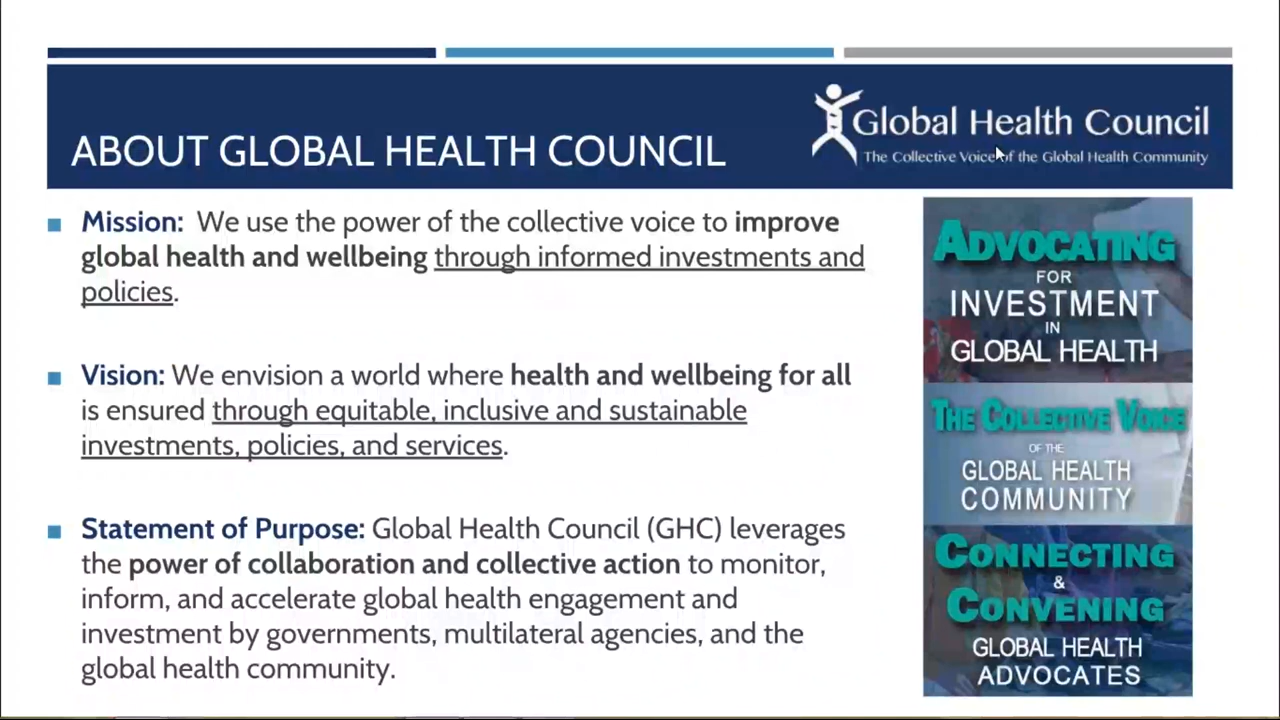 ABOUT GLOBAL HEALTH COUNCIL
Global Health Council
The Collective Voice of the Global Health Community
Mission: We use the power of the collective voice to improve
global health and wellbeing through informed investments and
policies.
Vision: We envision a world where health and wellbeing for all
is ensured through equitable, inclusive and sustainable
investments, policies, and services.
Statement of Purpose: Global Health Council (GHC) leverages
the power of collaboration and collective action to monitor,
inform, and accelerate global health engagement and
investment by governments, multilateral agencies, and the
global health community.
ADVOCATING
FOR
INVESTMENT
IN
GLOBAL HEALTH
THE COLLECTIVE VOICE
OF THE
GLOBAL HEALTH
COMMUNITY
CONNECTING
&
CONVENING
GLOBAL HEALTH
ADVOCATES